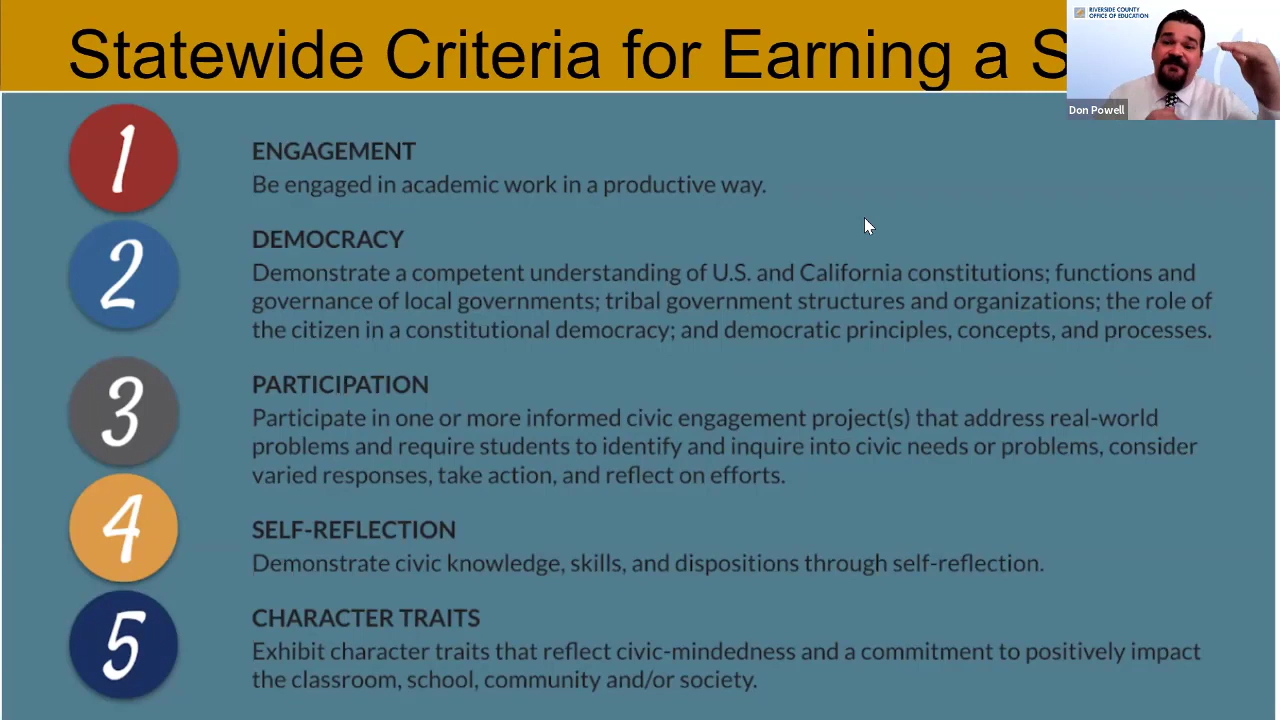 Statewide Criteria for Earning a S
RIVERSIDE COUNTY
OFFICE OF EDUCATION
Don Powell
1
ENGAGEMENT
Be engaged in academic work in a productive way.
2
DEMOCRACY
Demonstrate a competent understanding of U.S. and California constitutions; functions and
governance of local governments; tribal government structures and organizations; the role of
the citizen in a constitutional democracy; and democratic principles, concepts, and processes.
3
PARTICIPATION
Participate in one or more informed civic engagement project(s) that address real-world
problems and require students to identify and inquire into civic needs or problems, consider
varied responses, take action, and reflect on efforts.
4
SELF-REFLECTION
Demonstrate civic knowledge, skills, and dispositions through self-reflection.
5
CHARACTER TRAITS
Exhibit character traits that reflect civic-mindedness and a commitment to positively impact
the classroom, school, community and/or society.